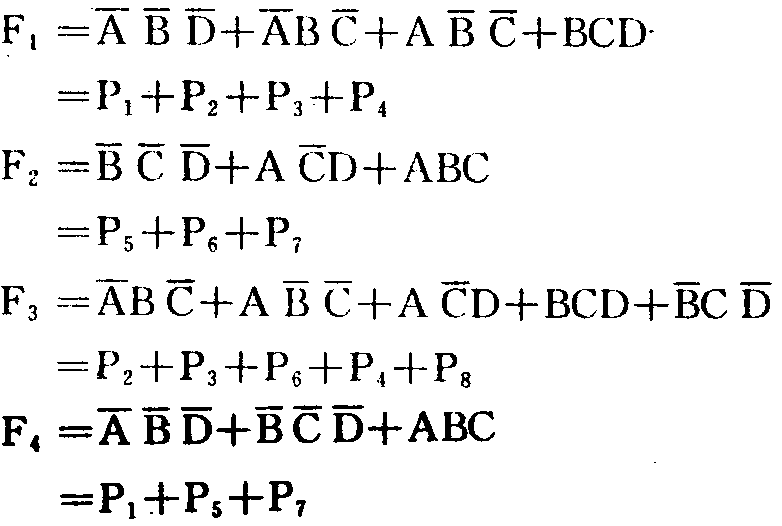 F₁ = A̅ B̅ D̅ + A̅ B C̅ + A B̅ C̅ + BCD
= P₁ + P₂ + P₃ + P₄
F₂ = B̅ C̅ D̅ + A C̅ D + ABC
= P₅ + P₆ + P₇
F₃ = A̅ B C̅ + A B̅ C̅ + A C̅ D + BCD + B̅ C D̅
= P₂ + P₃ + P₆ + P₄ + P₈
F₄ = A̅ B̅ D̅ + B̅ C̅ D̅ + ABC
= P₁ + P₅ + P₇